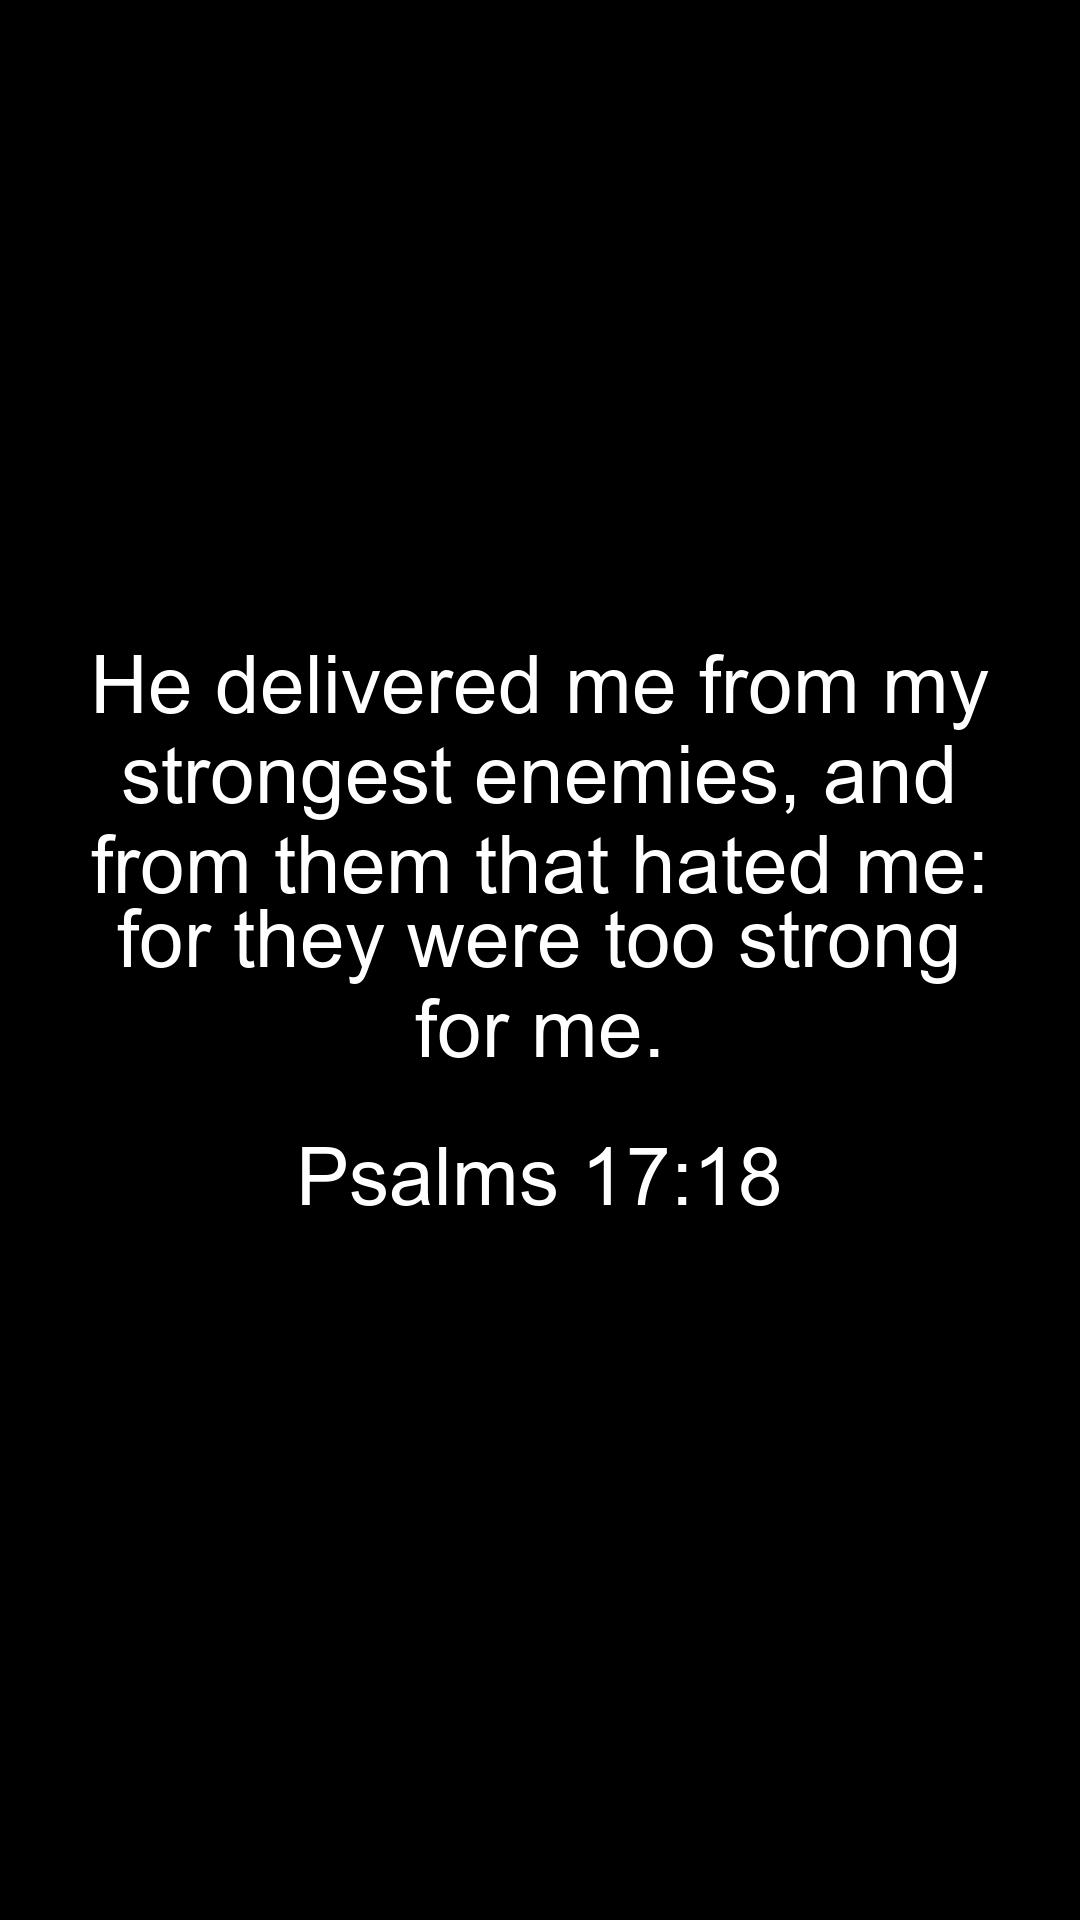 He delivered me from my
strongest enemies, and
from them that hated me:
for they were too strong
for me.
Psalms 17:18